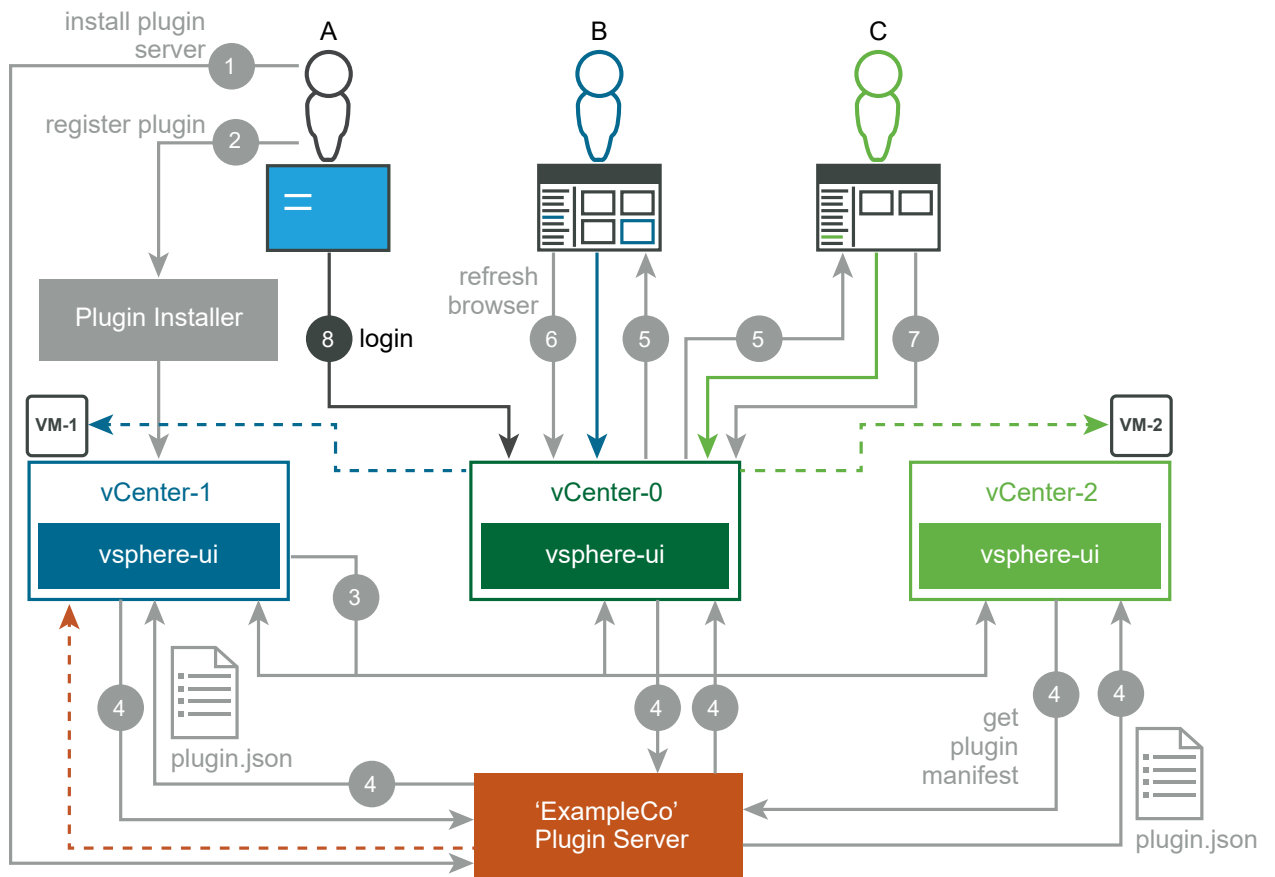 install plugin
server
A
B
C
1
register plugin
2
refresh
browser
Plugin Installer
8
login
6
5
5
7
VM-1
VM-2
vCenter-1
vCenter-0
vCenter-2
vsphere-ui
vsphere-ui
vsphere-ui
3
4
4
4
4
4
get
plugin
manifest
plugin.json
4
‘ExampleCo’
Plugin Server
plugin.json